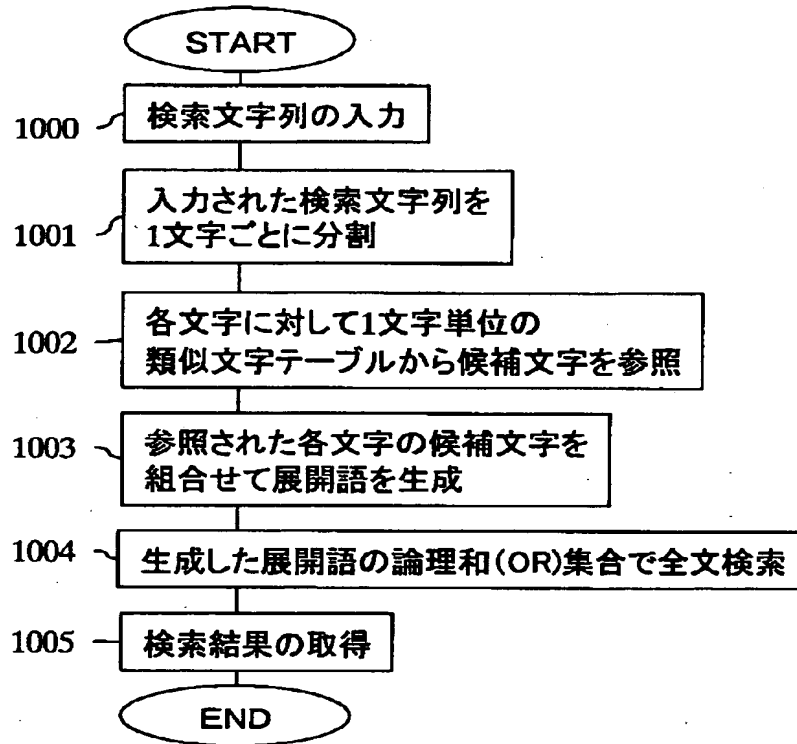 START
1000
検索文字列の入力
1001
入力された検索文字列を
1文字ごとに分割
1002
各文字に対して1文字単位の
類似文字テーブルから候補文字を参照
1003
参照された各文字の候補文字を
組合せて展開語を生成
1004
生成した展開語の論理和(OR)集合で全文検索
1005
検索結果の取得
END